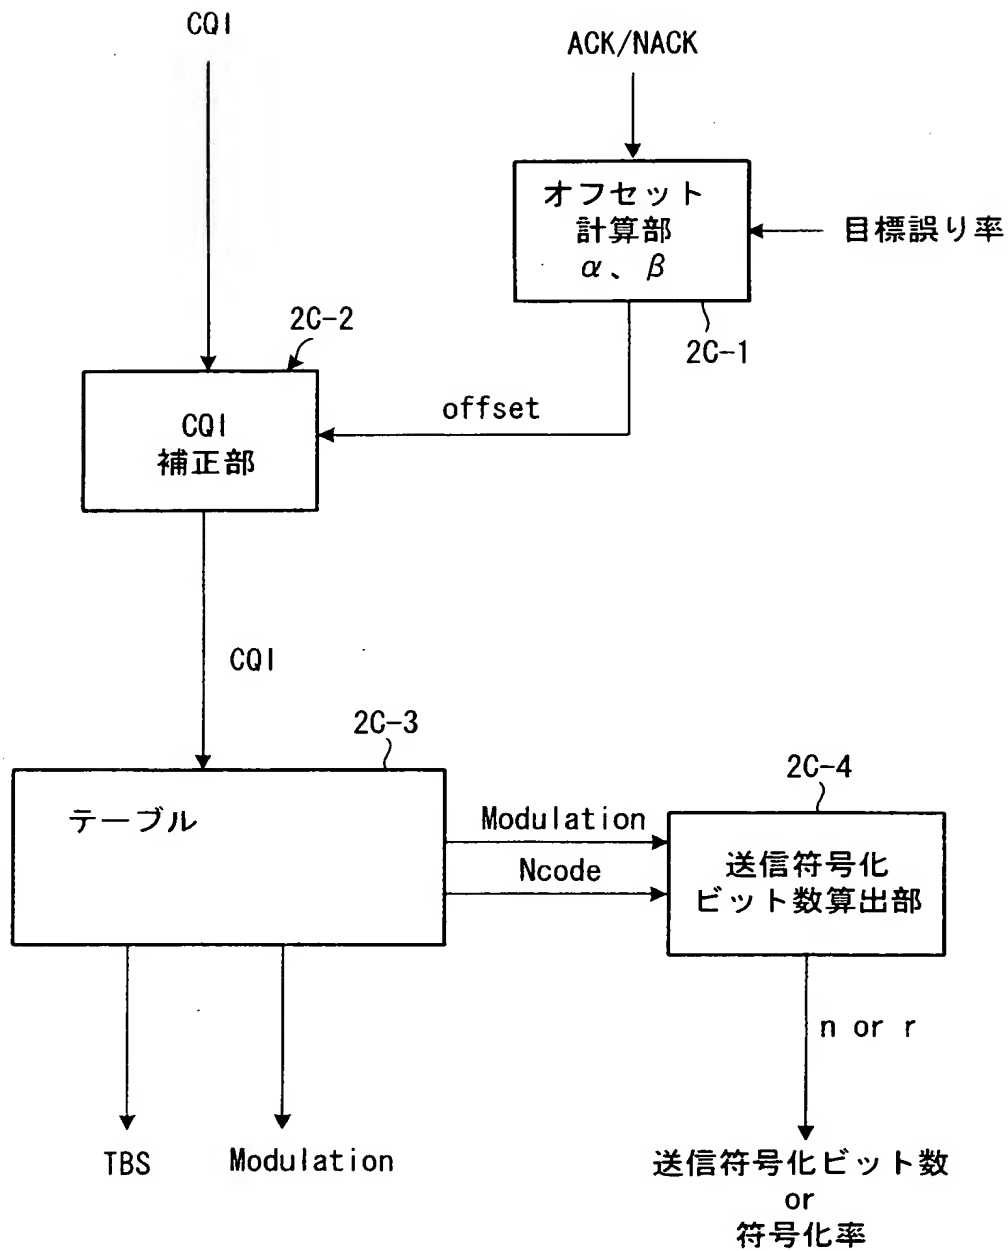 CQI
ACK/NACK
オフセット
計算部
α、β
目標誤り率
2C-1
2C-2
offset
CQI
補正部
CQI
2C-3
テーブル
2C-4
Modulation
Ncode
送信符号化
ビット数算出部
n or r
TBS
Modulation
送信符号化ビット数
or
符号化率